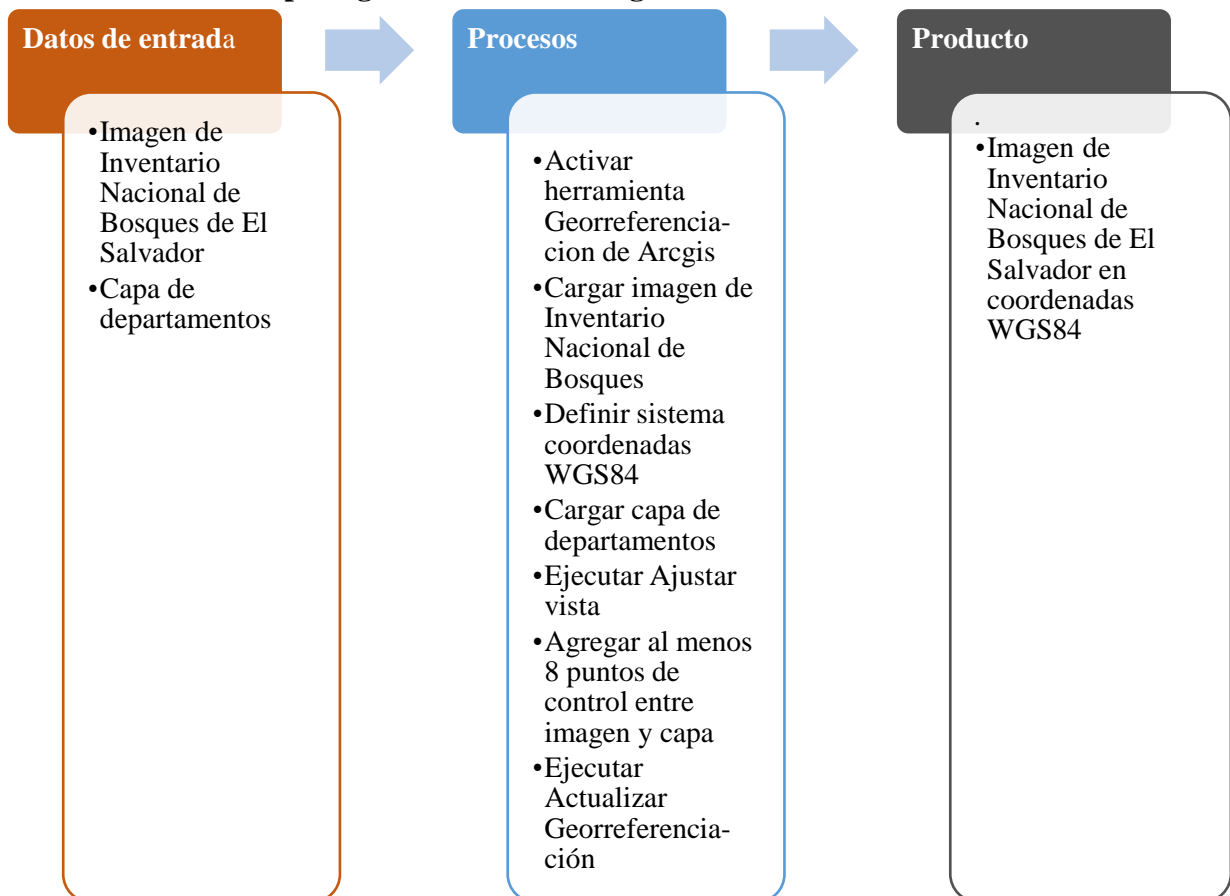 Datos de entrada
Procesos
Producto
•Imagen de
Inventario
Nacional de
Bosques de El
Salvador
•Capa de
departamentos
•Activar
herramienta
Georreferencia-
cion de Arcgis
•Cargar imagen de
Inventario
Nacional de
Bosques
•Definir sistema
coordenadas
WGS84
•Cargar capa de
departamentos
•Ejecutar Ajustar
vista
•Agregar al menos
8 puntos de
control entre
imagen y capa
•Ejecutar
Actualizar
Georreferencia-
ción
.
•Imagen de
Inventario
Nacional de
Bosques de El
Salvador en
coordenadas
WGS84